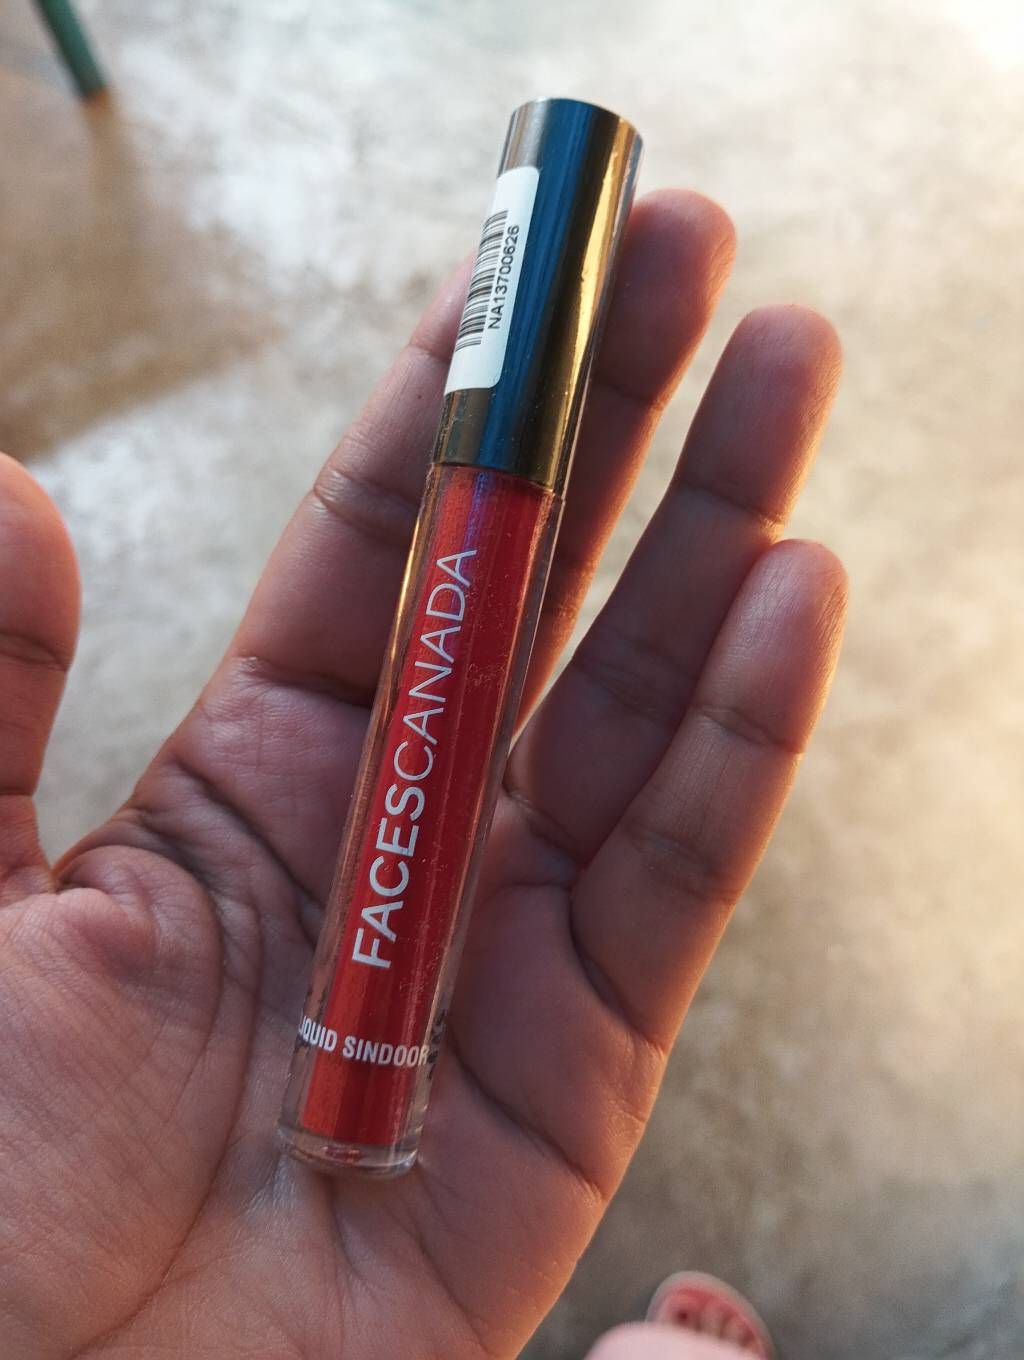 NA13700626
FACESCANADA
LIQUID SINDOOR